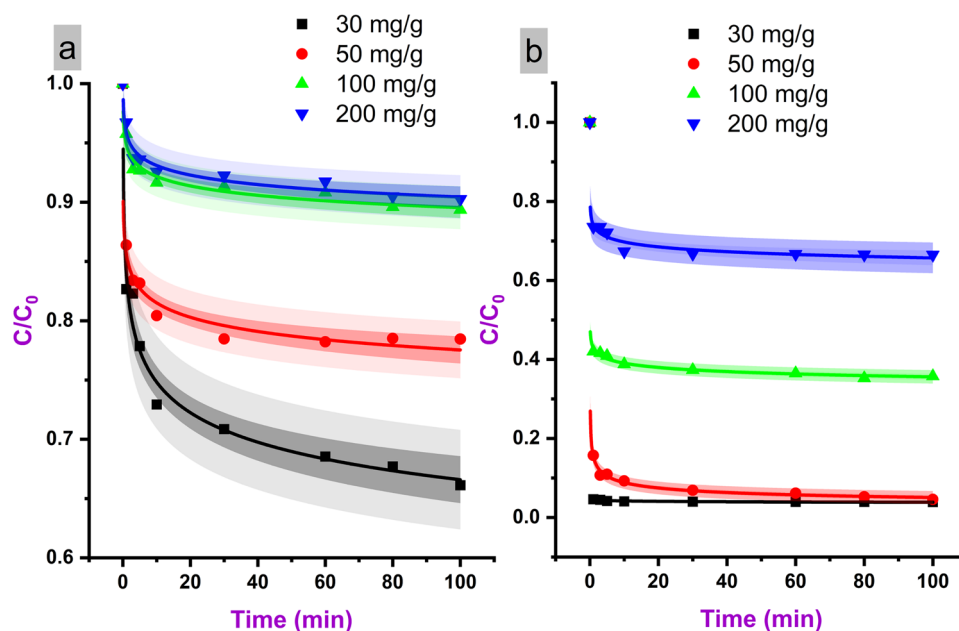 a
30 mg/g
50 mg/g
100 mg/g
200 mg/g
1.0
0.9
0.8
0.7
0.6
C/C0
0 20 40 60 80 100
Time (min)
b
30 mg/g
50 mg/g
100 mg/g
200 mg/g
1.0
0.8
0.6
0.4
0.2
0.0
C/C0
0 20 40 60 80 100
Time (min)